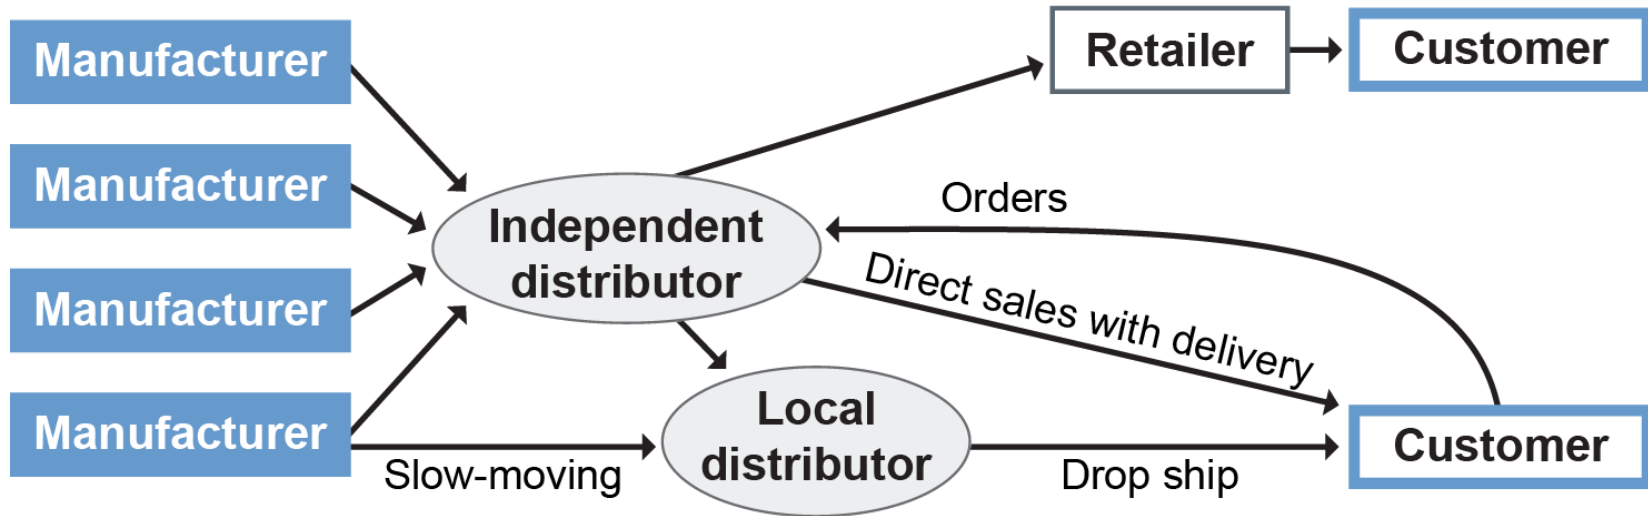 Manufacturer
Manufacturer
Manufacturer
Manufacturer
Independent
distributor
Retailer
Customer
Orders
Direct sales with delivery
Slow-moving
Local
distributor
Drop ship
Customer